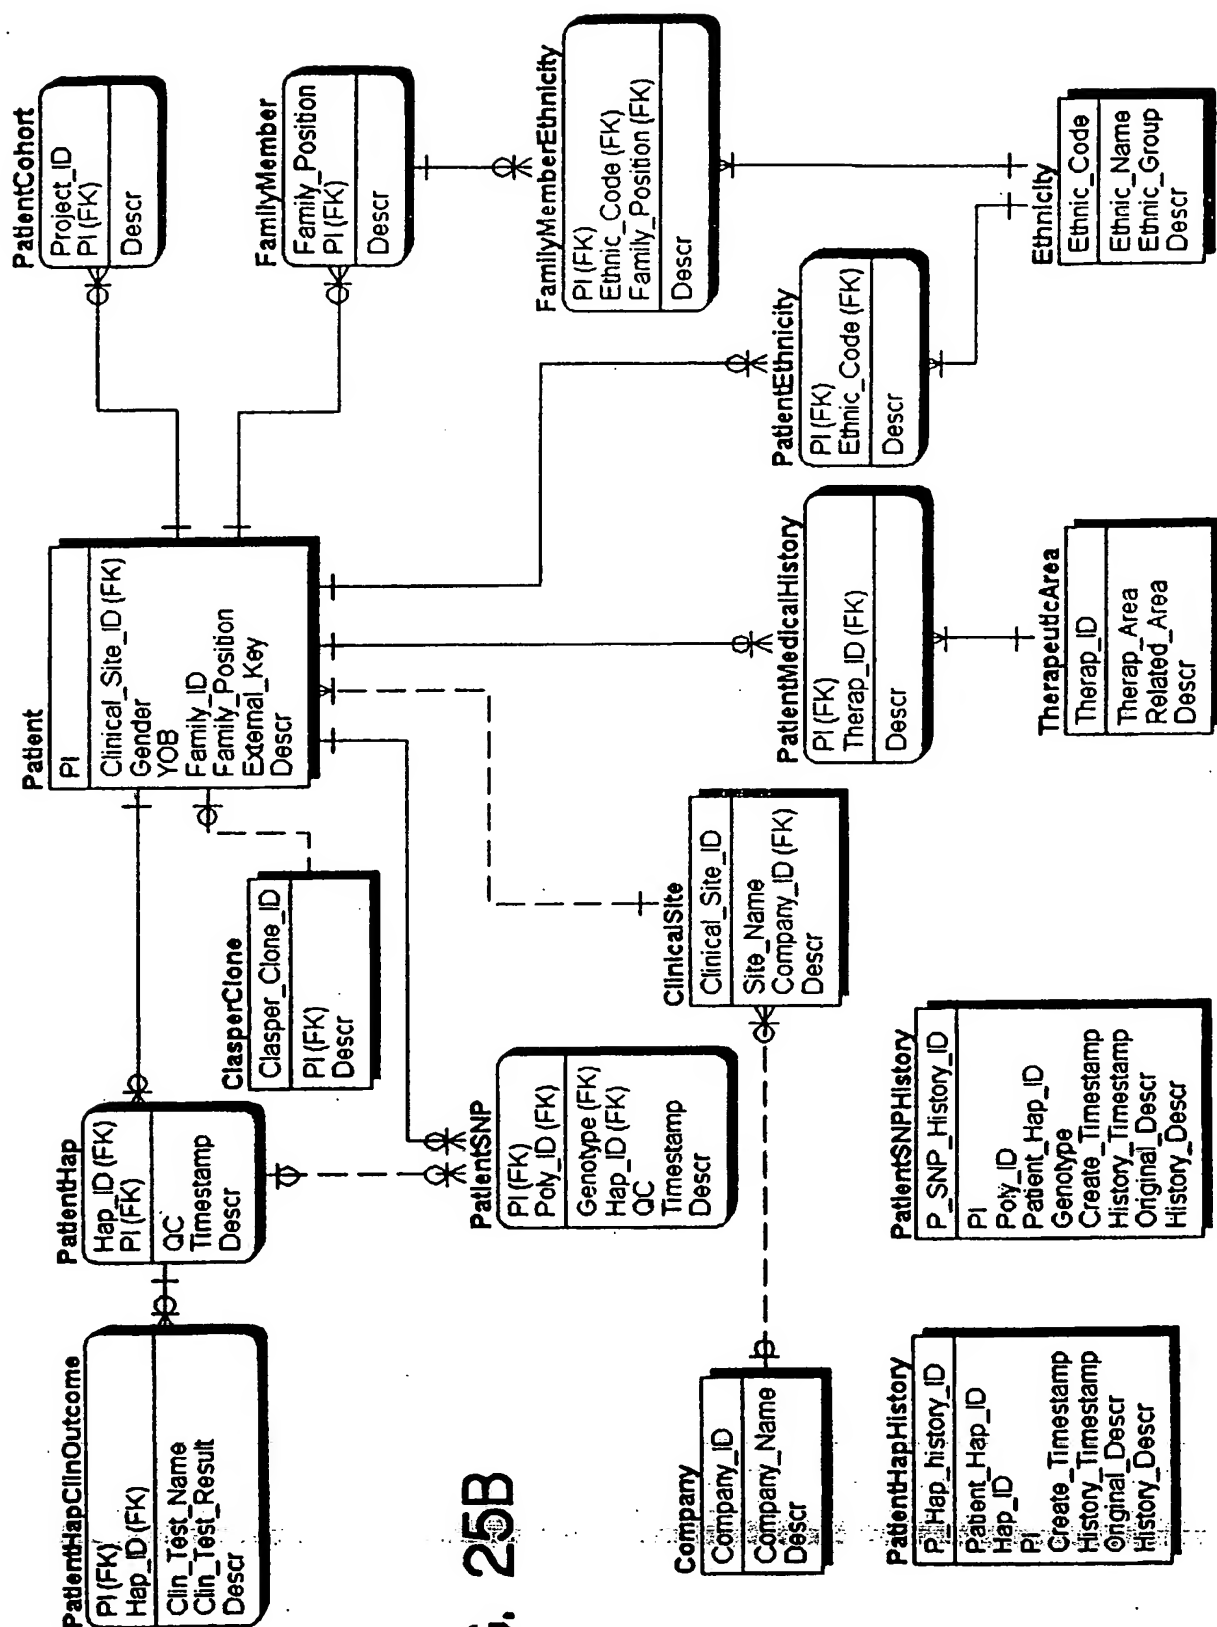 PatientHapClinOutcome
PI (FK)
Hap_ID (FK)
Clin_Test_Name
Clin_Test_Result
Descr
PatientHap
Hap_ID (FK)
PI (FK)
QC
Timestamp
Descr
Patient
PI
Clinical_Site_ID (FK)
Gender
YOB
Family_ID
Family_Position
External_Key
Descr
PatientCohort
Project_ID
PI (FK)
Descr
FamilyMember
Family_Position
PI (FK)
Descr
ClasperClone
Clasper_Clone_ID
PI (FK)
Descr
PatientSNP
PI (FK)
Poly_ID (FK)
Genotype (FK)
Hap_ID (FK)
QC
Timestamp
Descr
FamilyMemberEthnicity
PI (FK)
Ethnic_Code (FK)
Family_Position (FK)
Descr
25B
Company
Company_ID
Company_Name
Descr
ClinicalSite
Clinical_Site_ID
Site_Name
Company_ID (FK)
Descr
PatientMedicalHistory
PI (FK)
Therap_ID (FK)
Descr
PatientEthnicity
PI (FK)
Ethnic_Code (FK)
Descr
PatientHapHistory
P_Hap_history_ID
Patient_Hap_ID
Hap_ID
PI
Create_Timestamp
History_Timestamp
Original_Descr
History_Descr
PatientSNPHistory
P_SNP_History_ID
PI
Poly_ID
Patient_Hap_ID
Genotype
Create_Timestamp
History_Timestamp
Original_Descr
History_Descr
TherapeuticArea
Therap_ID
Therap_Area
Related_Area
Descr
Ethnicity
Ethnic_Code
Ethnic_Name
Ethnic_Group
Descr